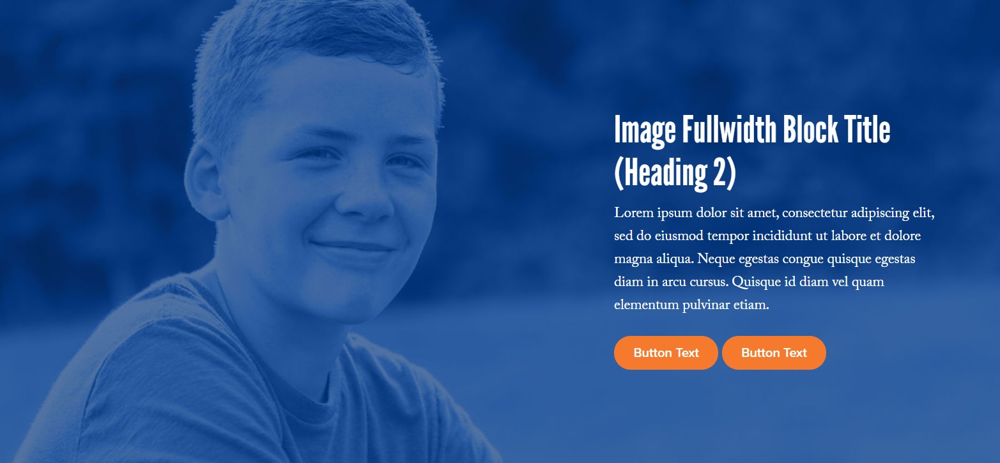 Image Fullwidth Block Title
(Heading 2)
Lorem ipsum dolor sit amet, consectetur adipiscing elit,
sed do eiusmod tempor incididunt ut labore et dolore
magna aliqua. Neque egestas congue quisque egestas
diam in arcu cursus. Quisque id diam vel quam
elementum pulvinar etiam.
Button Text Button Text